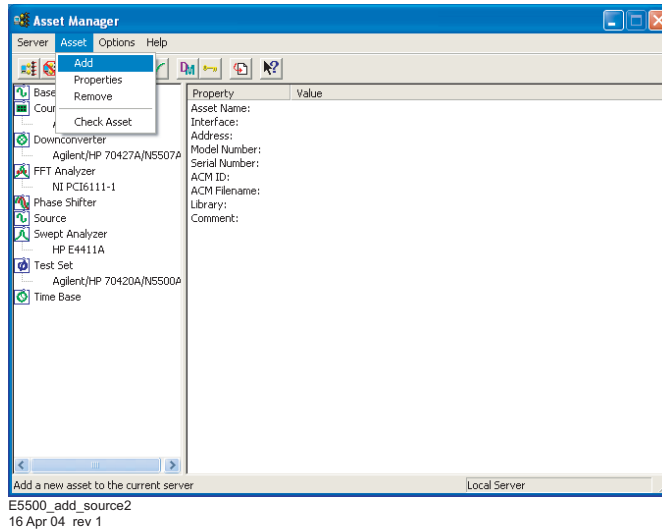 Asset Manager
Server Asset Options Help
Add
Properties
Remove
Check Asset
Base
Cour
Downconverter
Agilent/HP 70427A/N5507A
FFT Analyzer
NI PCI6111-1
Phase Shifter
Source
Swept Analyzer
HP E4411A
Test Set
Agilent/HP 70420A/N5500A
Time Base
Property Value
Asset Name:
Interface:
Address:
Model Number:
Serial Number:
ACM ID:
ACM Filename:
Library:
Comment:
Add a new asset to the current server Local Server
E5500_add_source2
16 Apr 04 rev 1